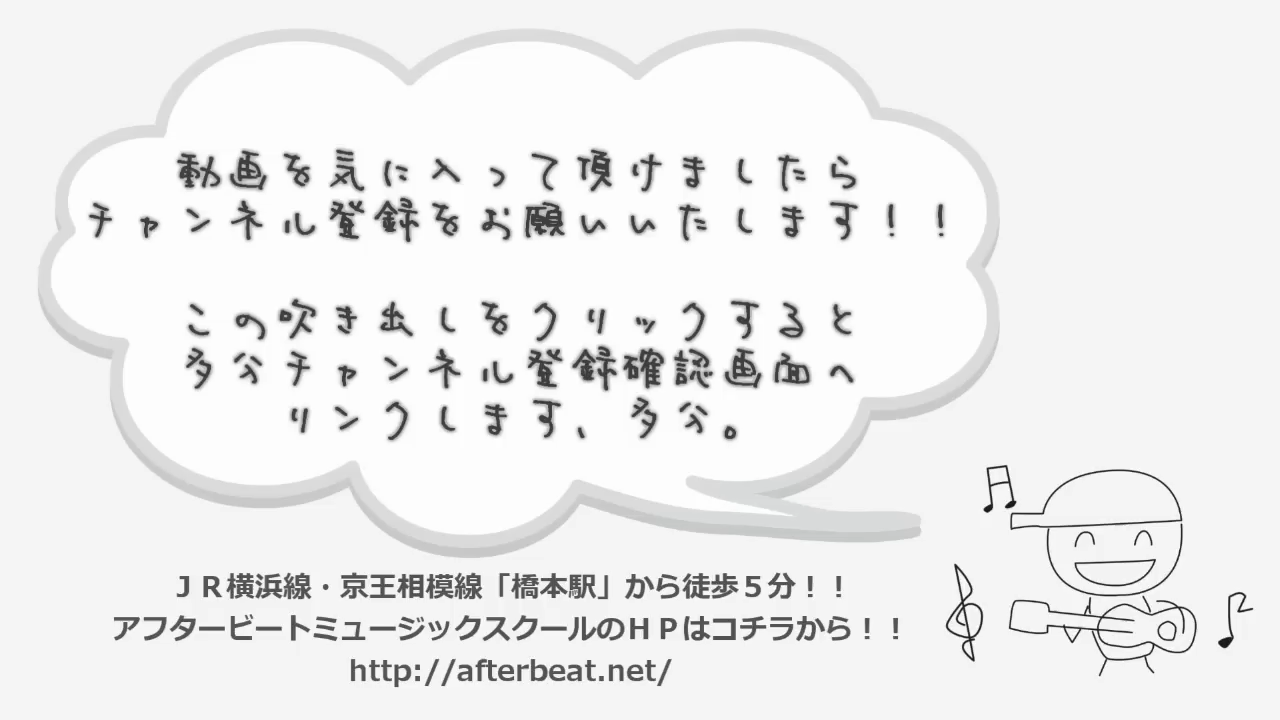 動画を気に入って頂けましたら
チャンネル登録をお願いいたします！！
この吹き出しをクリックすると
多分チャンネル登録確認画面へ
リンクします、多分。
ＪＲ横浜線・京王相模線「橋本駅」から徒歩５分！！
アフタービートミュージックスクールのＨＰはコチラから！！
http://afterbeat.net/